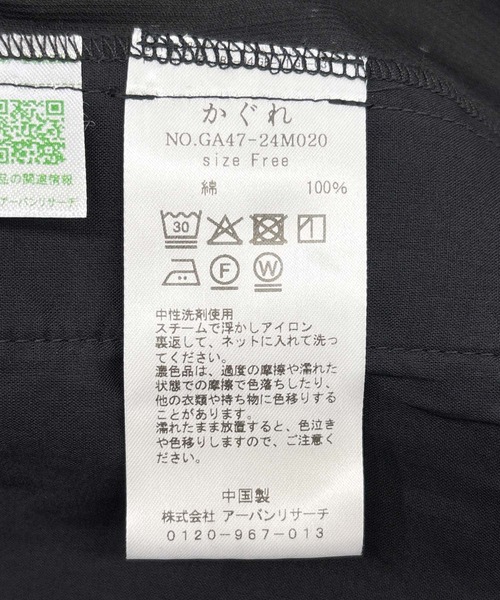 かぐれ
NO.GA47-24M020
size Free
綿 100%
30
F W
中性洗剤使用
スチームで浮かしアイロン
裏返して、ネットに入れて洗っ
てください。
濃色品は、過度の摩擦や濡れた
状態での摩擦で色落ちしたり、
他の衣類や持ち物に色移りする
ことがあります。
濡れたまま放置すると、色泣き
や色移りしますので、ご注意くだ
さい。
中国製
株式会社 アーバンリサーチ
0120-967-013
品の関連情報
アーバンリサーチ